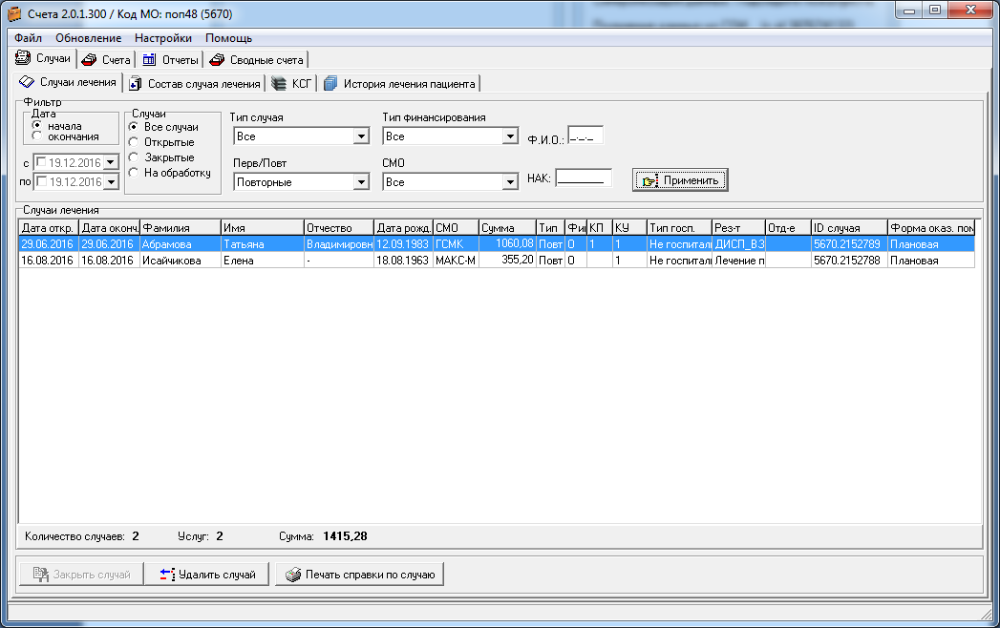 Счета 2.0.1.300 / Код МО: поп48 (5670)
Файл Обновление Настройки Помощь
Случаи Счета Отчеты Сводные счета
Случаи лечения Состав случая лечения КСГ История лечения пациента
Фильтр
Дата Случаи Тип случая Тип финансирования
начала Все случаи
окончания Открытые Все Все Ф.И.О.: _-_-_
с 19.12.2016 Закрытые Перв/Повт СМО
по 19.12.2016 На обработку Повторные Все НАК: ______ Применить
Случаи лечения
Дата откр. Дата оконч. Фамилия Имя Отчество Дата рожд. СМО Сумма Тип Фин КП КУ Тип госп. Рез-т Отд-е ID случая Форма оказ. пом
29.06.2016 29.06.2016 Абрамова Татьяна Владимировн 12.09.1983 ГСМК 1060,08 Повт О 1 1 Не госпитал ДИСП_ВЗ 5670.2152789 Плановая
16.08.2016 16.08.2016 Исайчикова Елена - 18.08.1963 МАКС-М 355,20 Повт О 1 Не госпитал Лечение п 5670.2152788 Плановая
Количество случаев: 2 Услуг: 2 Сумма: 1415,28
Закрыть случай Удалить случай Печать справки по случаю